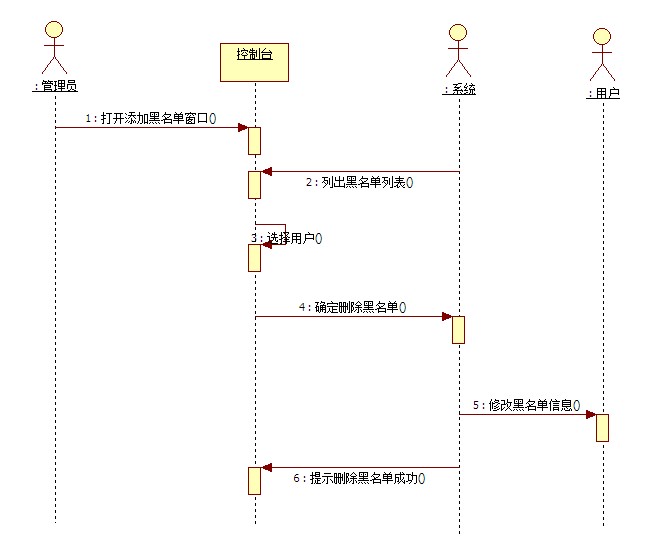 控制台
: 管理员
: 系统
: 用户
1 : 打开添加黑名单窗口()
2 : 列出黑名单列表()
3 : 选择用户()
4 : 确定删除黑名单()
5 : 修改黑名单信息()
6 : 提示删除黑名单成功()